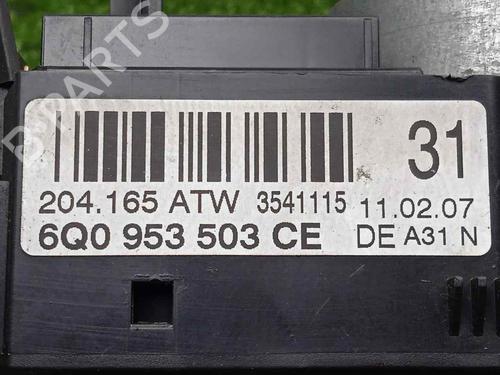 B-PARTS
31
204.165 ATW 3541115 11.02.07
6Q0 953 503 CE DE A31 N